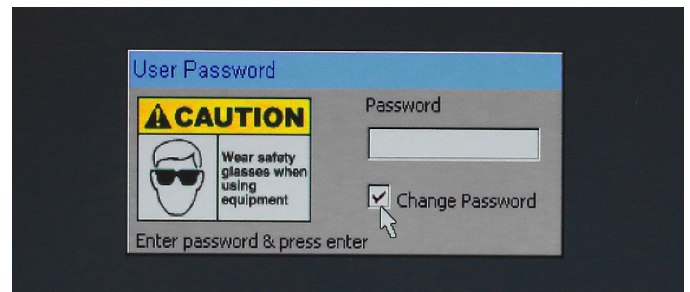 User Password
CAUTION
Wear safety
glasses when
using
equipment
Password
Change Password
Enter password & press enter